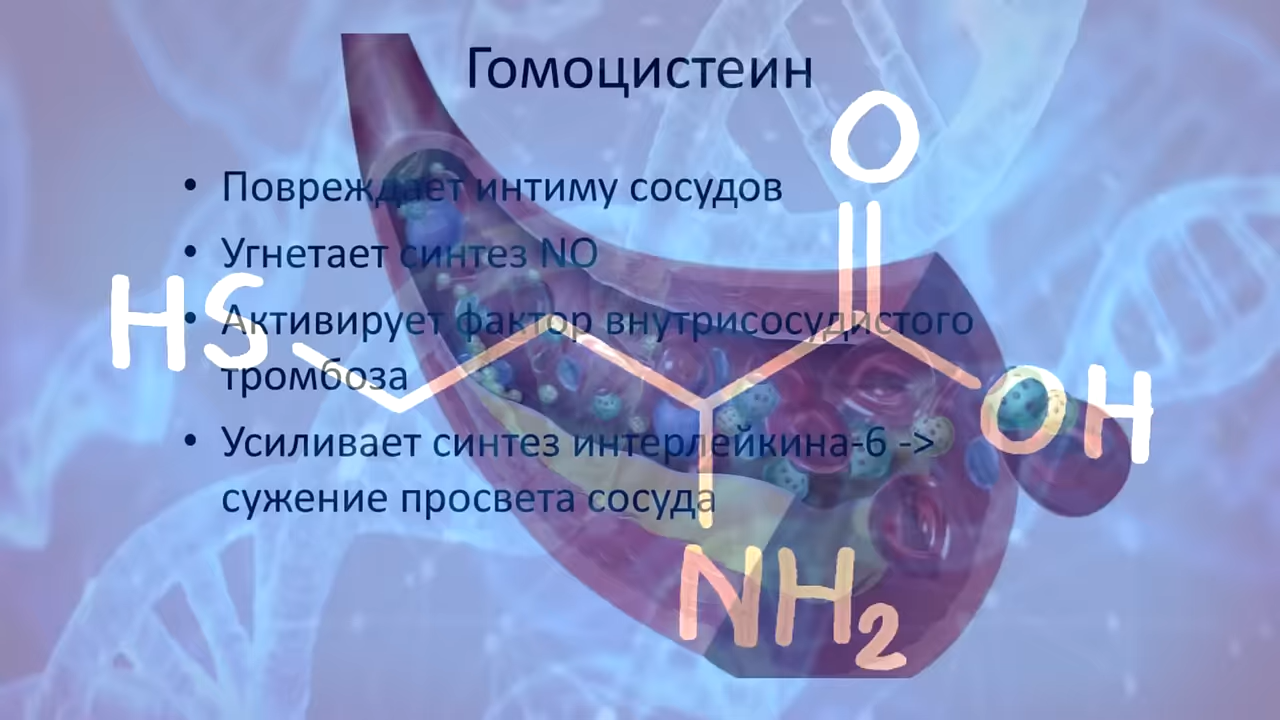 Гомоцистеин
• Повреждает интиму сосудов
• Угнетает синтез NO
• Активирует фактор внутрисосудистого
тромбоза
• Усиливает синтез интерлейкина-6 ->
сужение просвета сосуда
O
HS
OH
NH₂